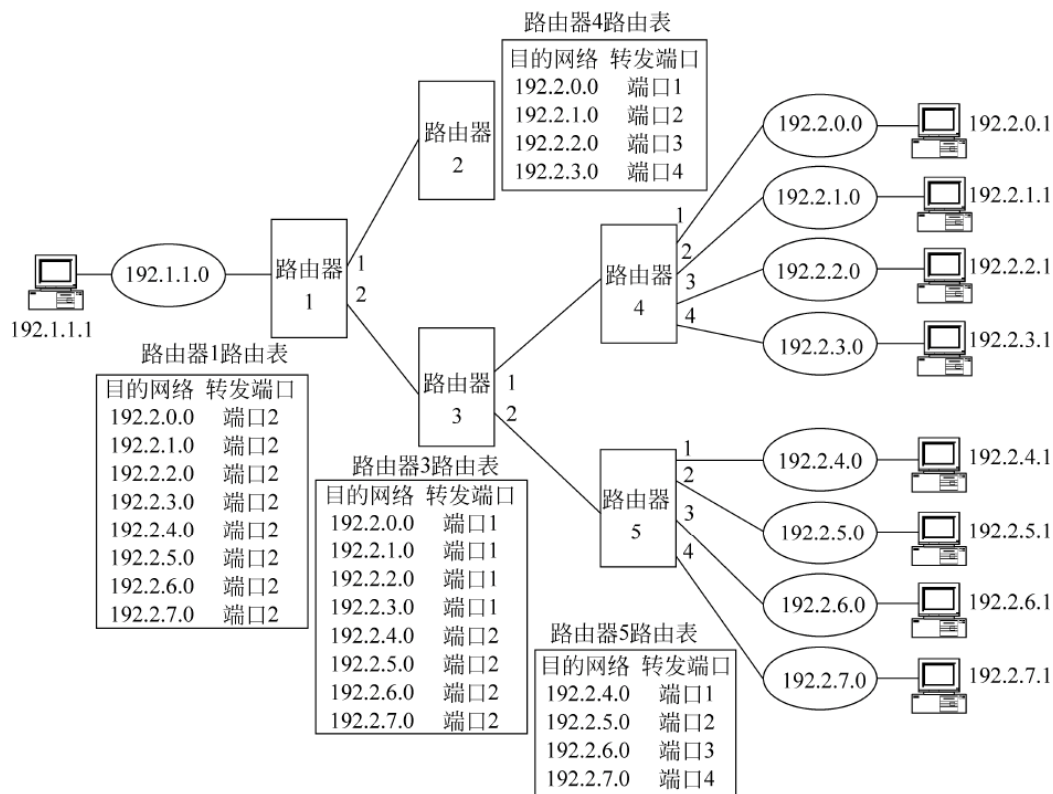 路由器4路由表
目的网络 转发端口
192.2.0.0 端口1
192.2.1.0 端口2
192.2.2.0 端口3
192.2.3.0 端口4
路由器
2
192.2.0.0
192.2.0.1
192.2.1.0
192.2.1.1
192.2.2.0
192.2.2.1
192.2.3.0
192.2.3.1
路由器
4
1
2
3
4
192.1.1.1
192.1.1.0
路由器
1
1
2
路由器
3
1
2
路由器
5
1
2
3
4
192.2.4.0
192.2.4.1
192.2.5.0
192.2.5.1
192.2.6.0
192.2.6.1
192.2.7.0
192.2.7.1
路由器1路由表
目的网络 转发端口
192.2.0.0 端口2
192.2.1.0 端口2
192.2.2.0 端口2
192.2.3.0 端口2
192.2.4.0 端口2
192.2.5.0 端口2
192.2.6.0 端口2
192.2.7.0 端口2
路由器3路由表
目的网络 转发端口
192.2.0.0 端口1
192.2.1.0 端口1
192.2.2.0 端口1
192.2.3.0 端口1
192.2.4.0 端口2
192.2.5.0 端口2
192.2.6.0 端口2
192.2.7.0 端口2
路由器5路由表
目的网络 转发端口
192.2.4.0 端口1
192.2.5.0 端口2
192.2.6.0 端口3
192.2.7.0 端口4